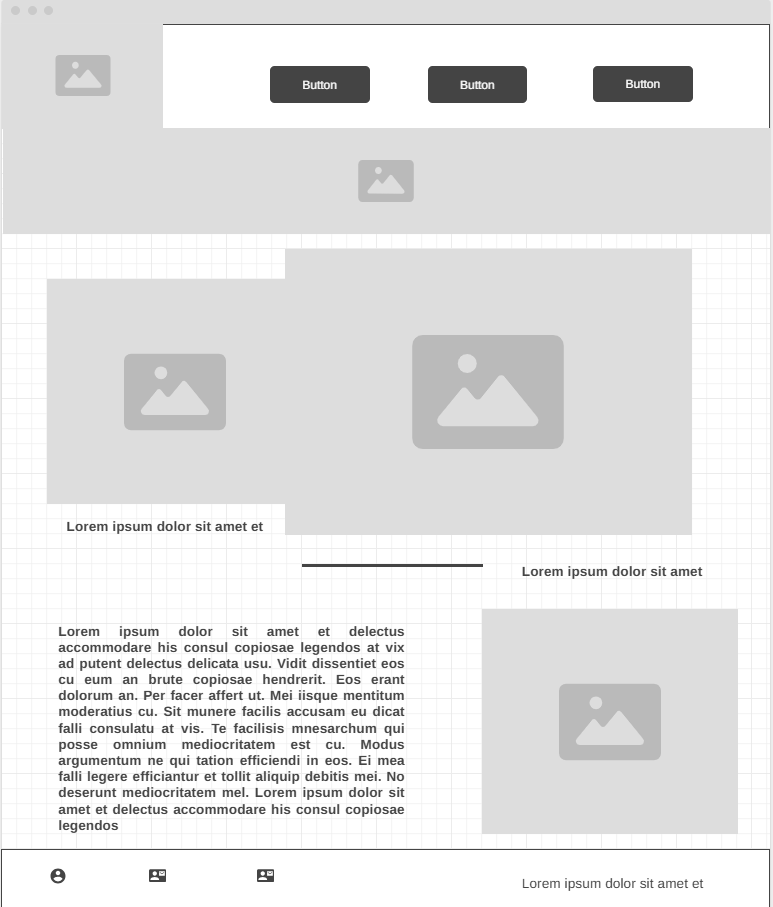 Button
Button
Button
Lorem ipsum dolor sit amet et
Lorem ipsum dolor sit amet
Lorem ipsum dolor sit amet et delectus
accommodare his consul copiosae legendos at vix
ad putent delectus delicata usu. Vidit dissentiet eos
cu eum an brute copiosae hendrerit. Eos erant
dolorum an. Per facer affert ut. Mei iisque mentitum
moderatius cu. Sit munere facilis accusam eu dicat
falli consulatu at vis. Te facilisis mnesarchum qui
posse omnium mediocritatem est cu. Modus
argumentum ne qui tation efficiendi in eos. Ei mea
falli legere efficiantur et tollit aliquip debitis mei. No
deserunt mediocritatem mel. Lorem ipsum dolor sit
amet et delectus accommodare his consul copiosae
legendos
Lorem ipsum dolor sit amet et